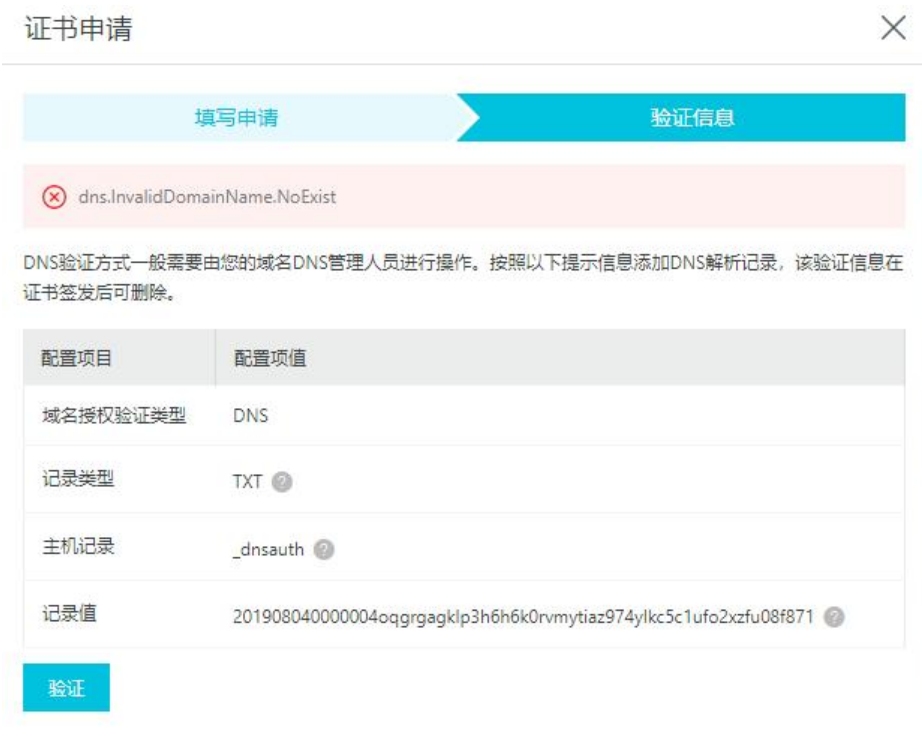 证书申请
填写申请
验证信息
dns.InvalidDomainName.NoExist
DNS验证方式一般需要由您的域名DNS管理人员进行操作。按照以下提示信息添加DNS解析记录，该验证信息在
证书签发后可删除。
配置项目 配置项值
域名授权验证类型 DNS
记录类型 TXT
主机记录 _dnsauth
记录值 201908040000004oqgrgagklp3h6h6k0rvmytiaz974ylkc5c1ufo2xzfu08f871
验证